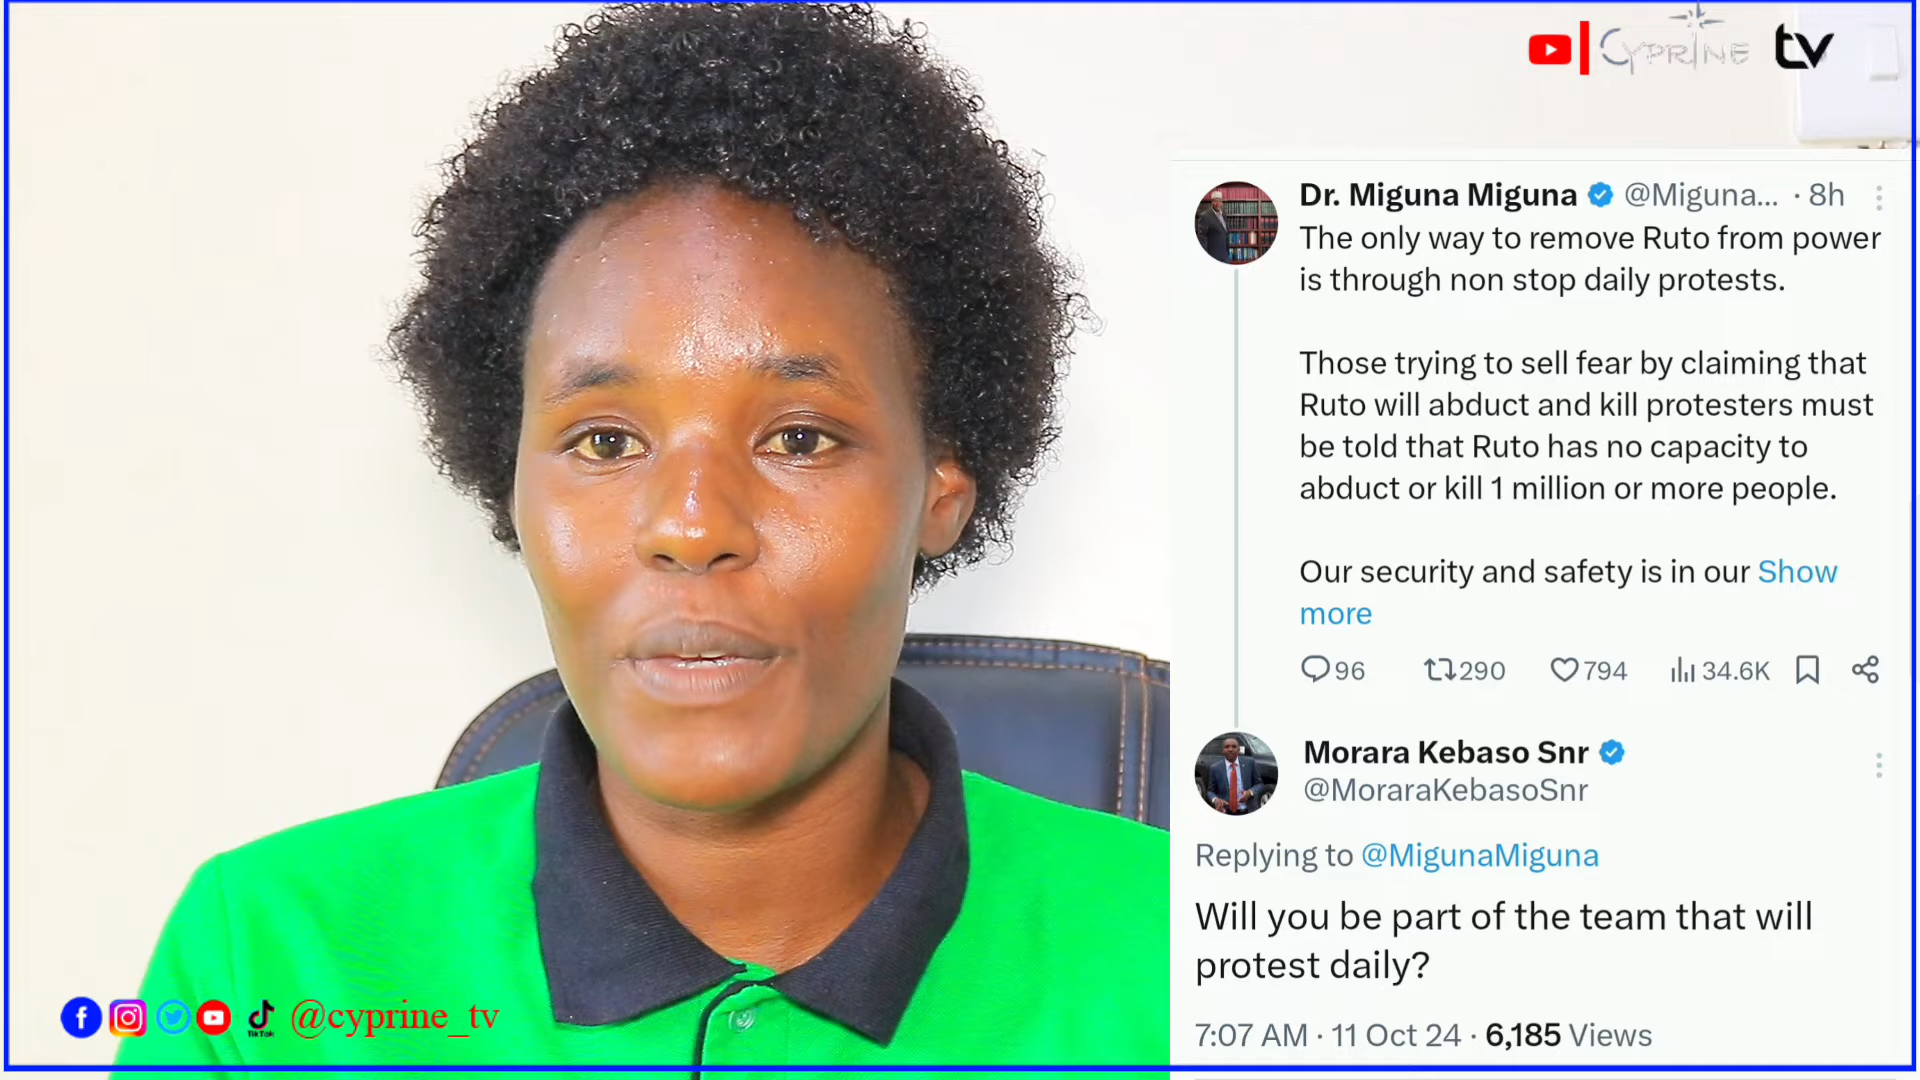 CYPRINE tv
Dr. Miguna Miguna @Miguna... · 8h
The only way to remove Ruto from power
is through non stop daily protests.
Those trying to sell fear by claiming that
Ruto will abduct and kill protesters must
be told that Ruto has no capacity to
abduct or kill 1 million or more people.
Our security and safety is in our Show
more
96 290 794 34.6K
Morara Kebaso Snr
@MoraraKebasoSnr
Replying to @MigunaMiguna
Will you be part of the team that will
protest daily?
7:07 AM · 11 Oct 24 · 6,185 Views
TikTok @cyprine_tv